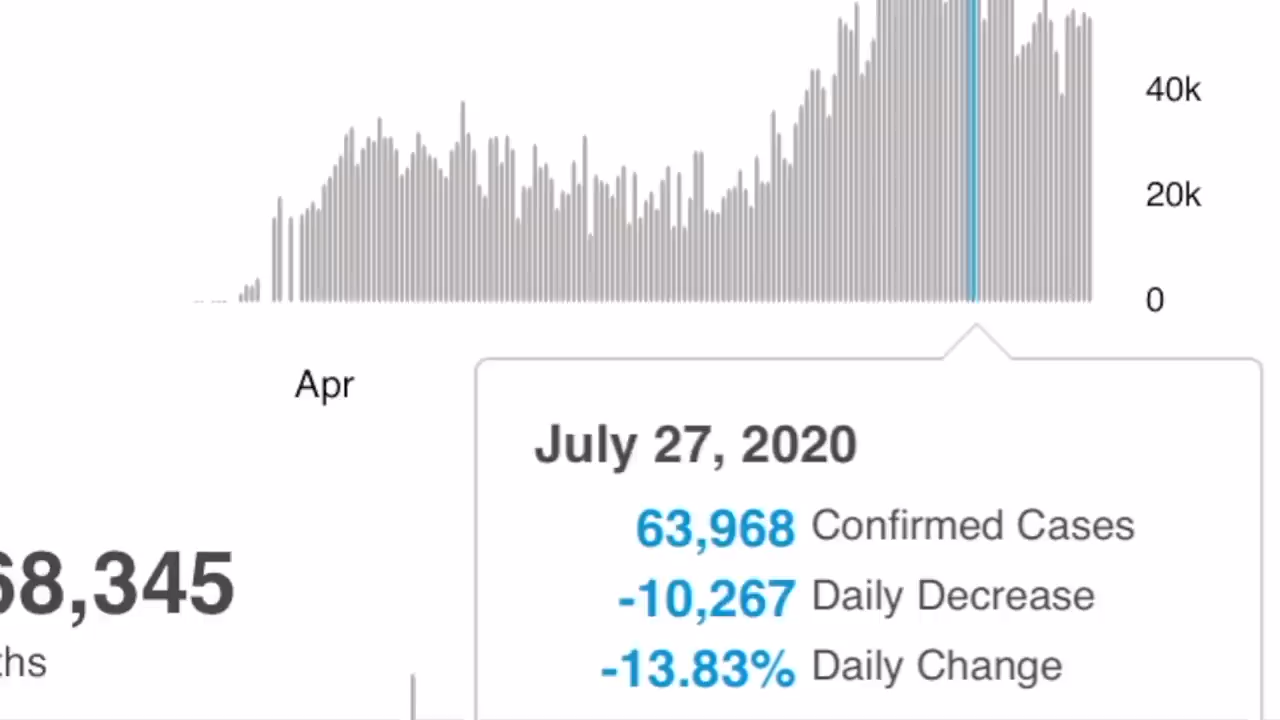 40k
20k
0
Apr
July 27, 2020
63,968 Confirmed Cases
-10,267 Daily Decrease
-13.83% Daily Change
68,345
ths